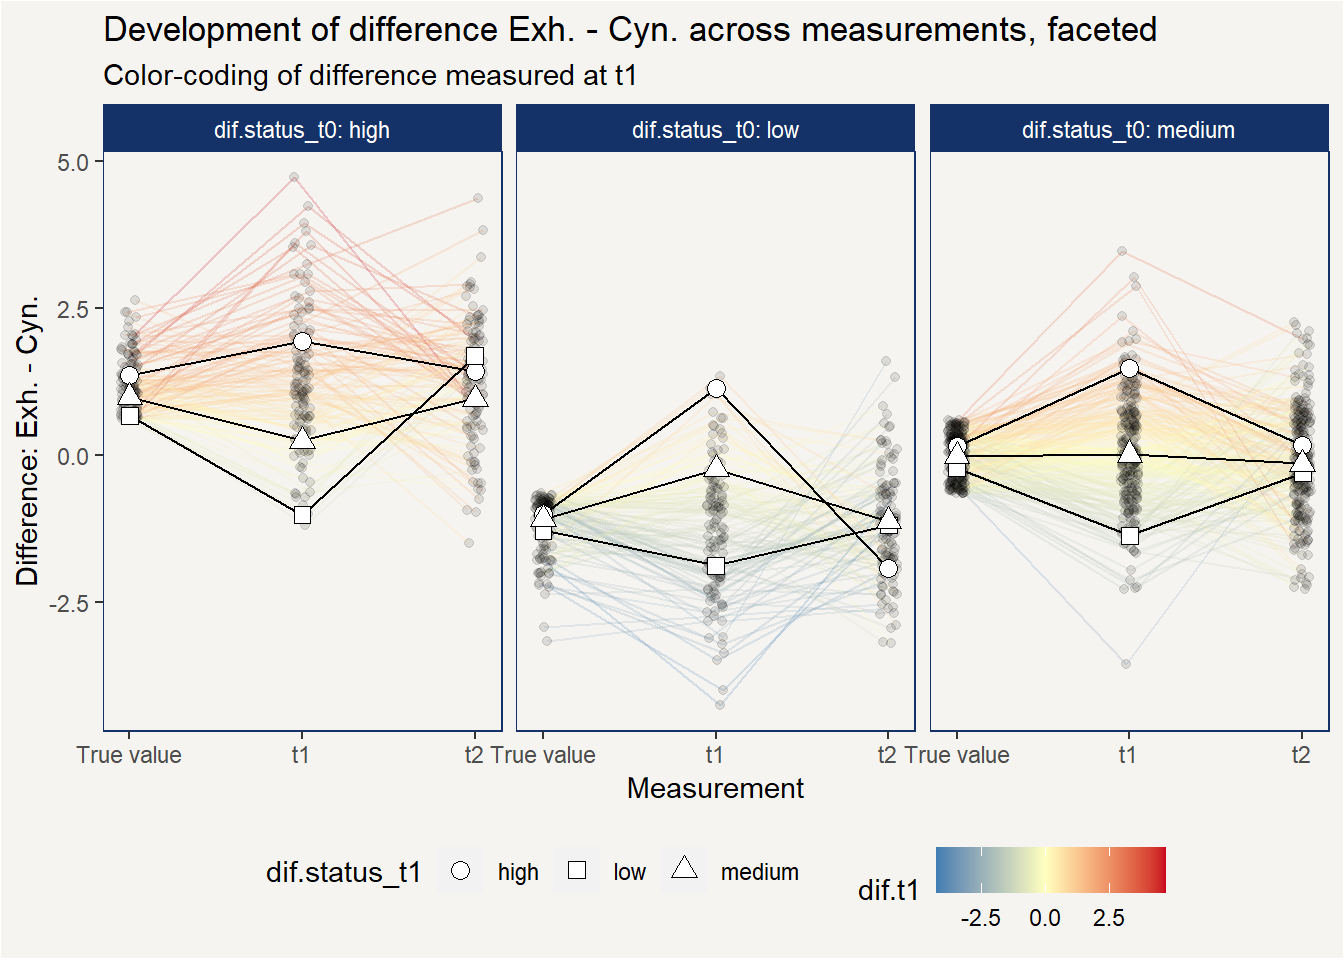 Development of difference Exh. - Cyn. across measurements, faceted
Color-coding of difference measured at t1
dif.status_t0: high
dif.status_t0: low
dif.status_t0: medium
Difference: Exh. - Cyn.
5.0
2.5
0.0
-2.5
True value t1 t2
True value t1 t2
True value t1 t2
Measurement
dif.status_t1 high low medium
dif.t1
-2.5 0.0 2.5